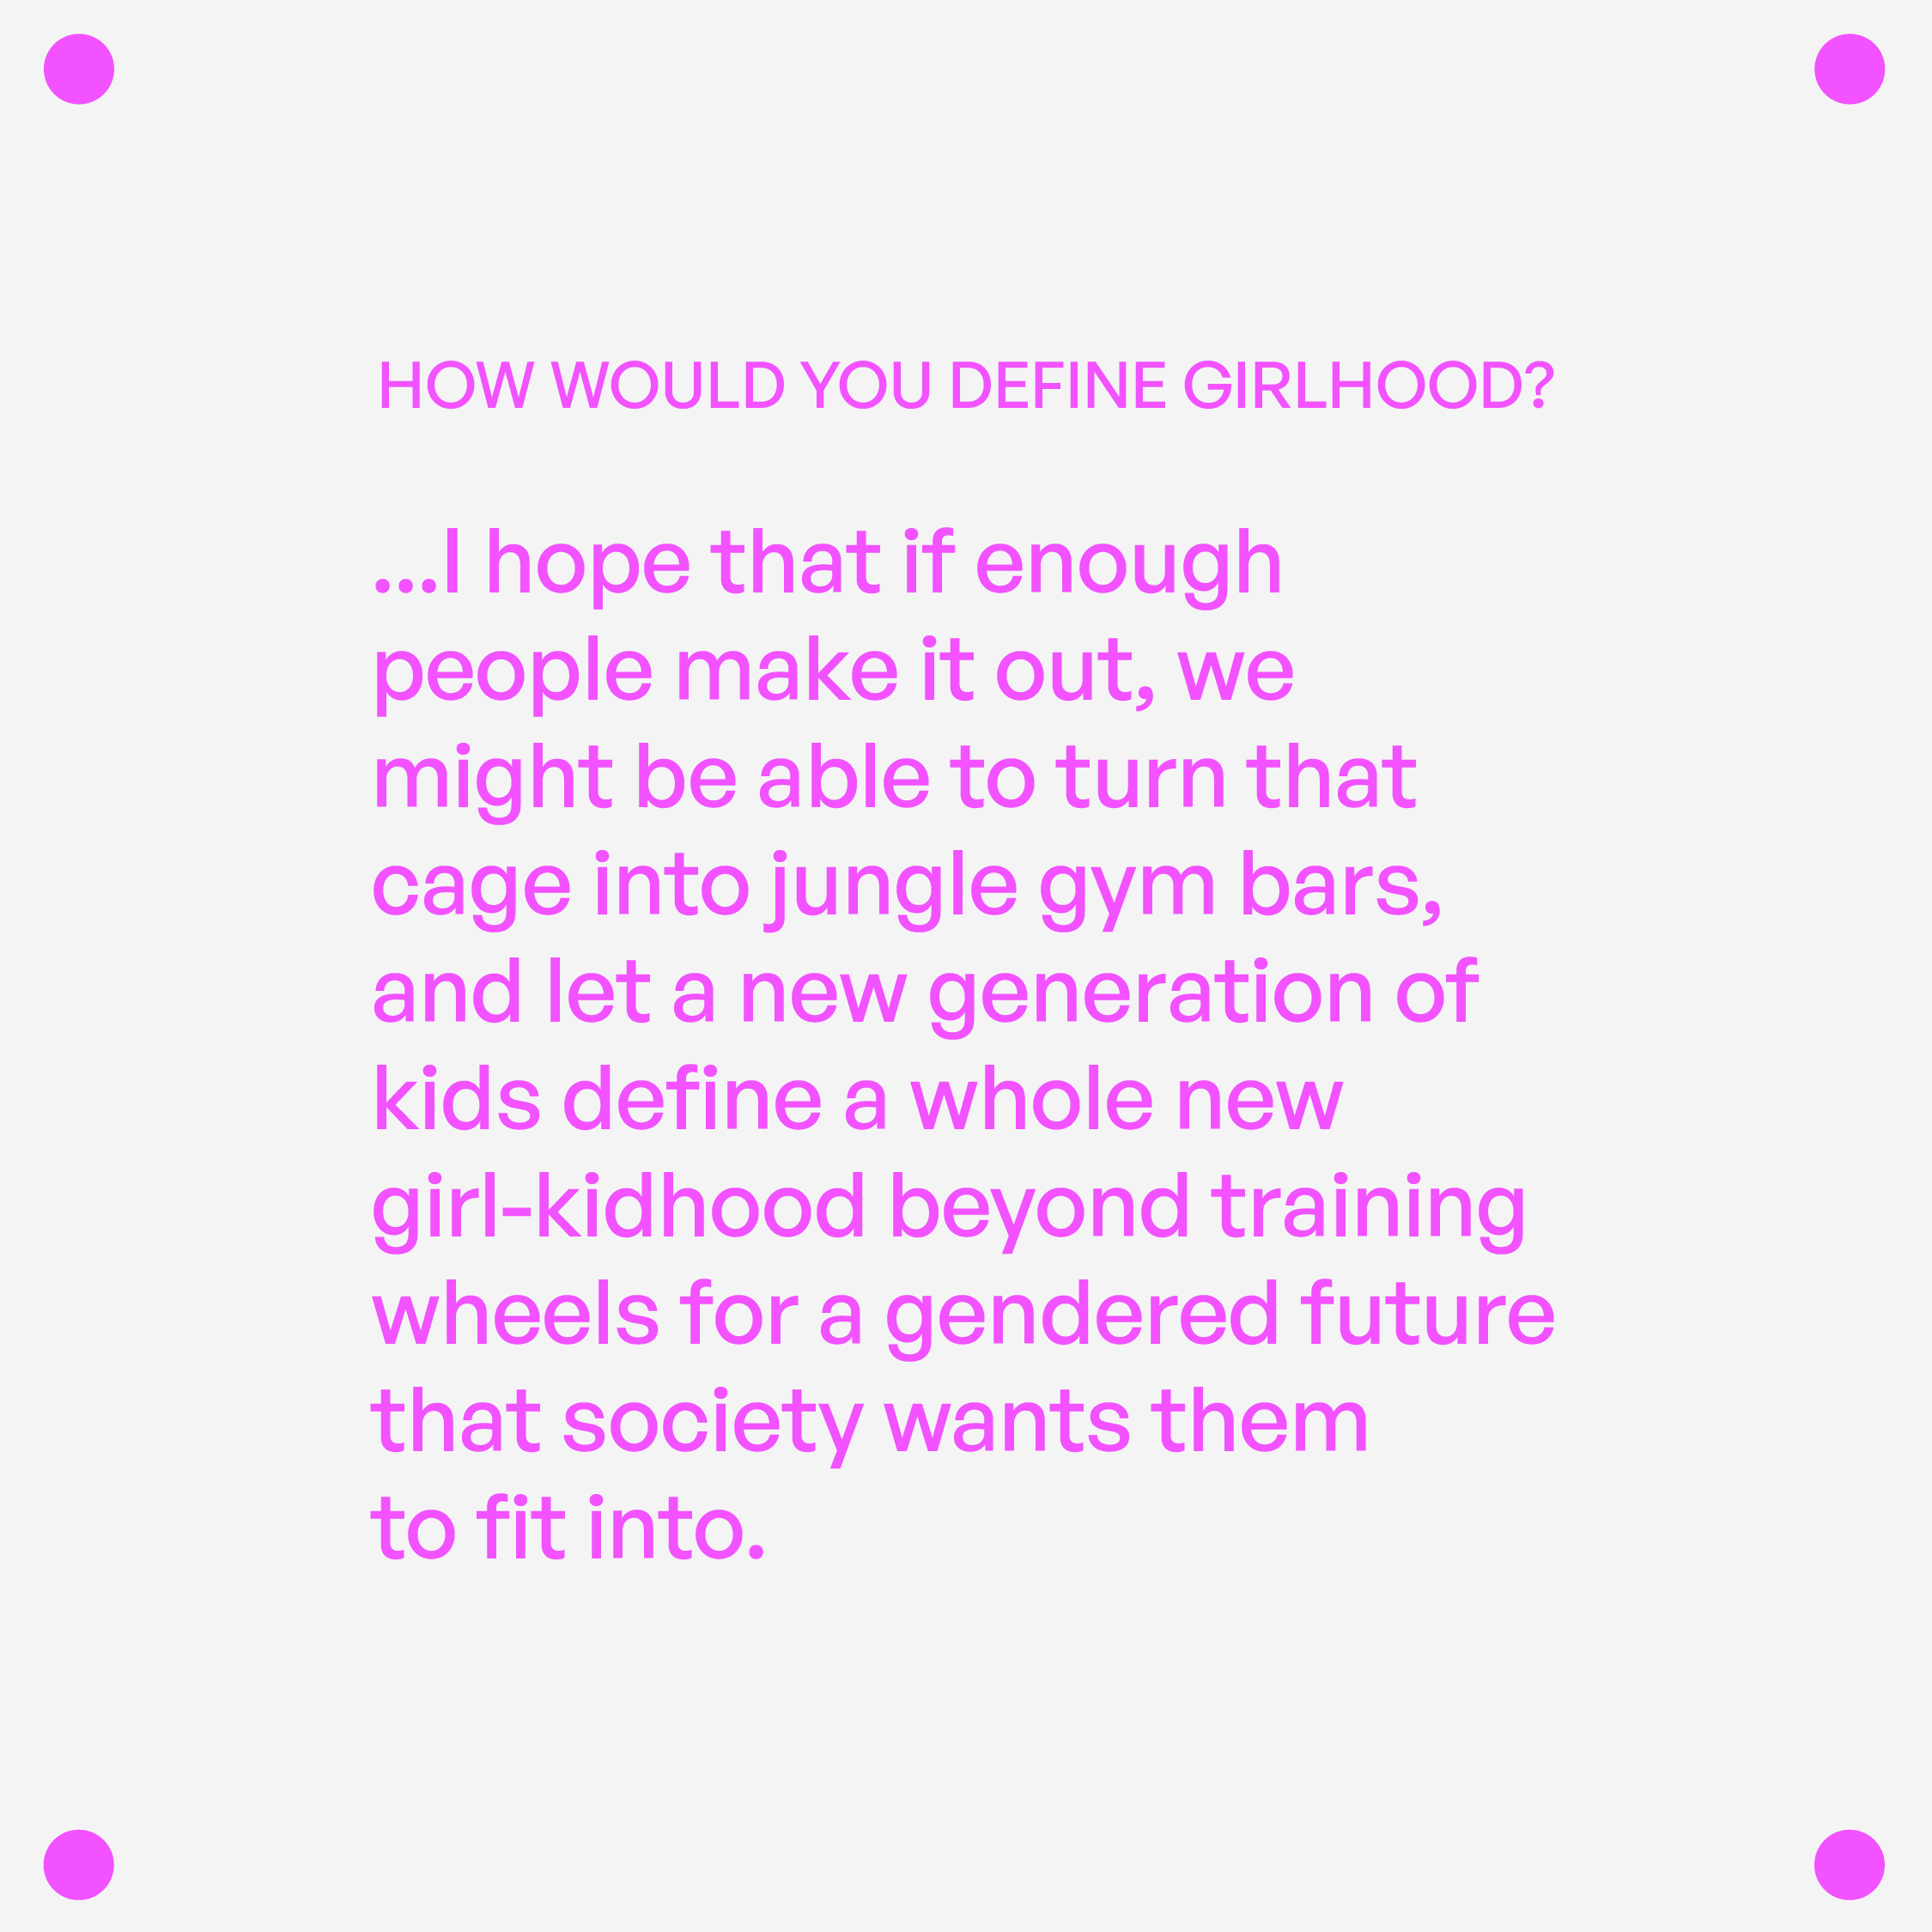 HOW WOULD YOU DEFINE GIRLHOOD?
...I hope that if enough
people make it out, we
might be able to turn that
cage into jungle gym bars,
and let a new generation of
kids define a whole new
girl-kidhood beyond training
wheels for a gendered future
that society wants them
to fit into.